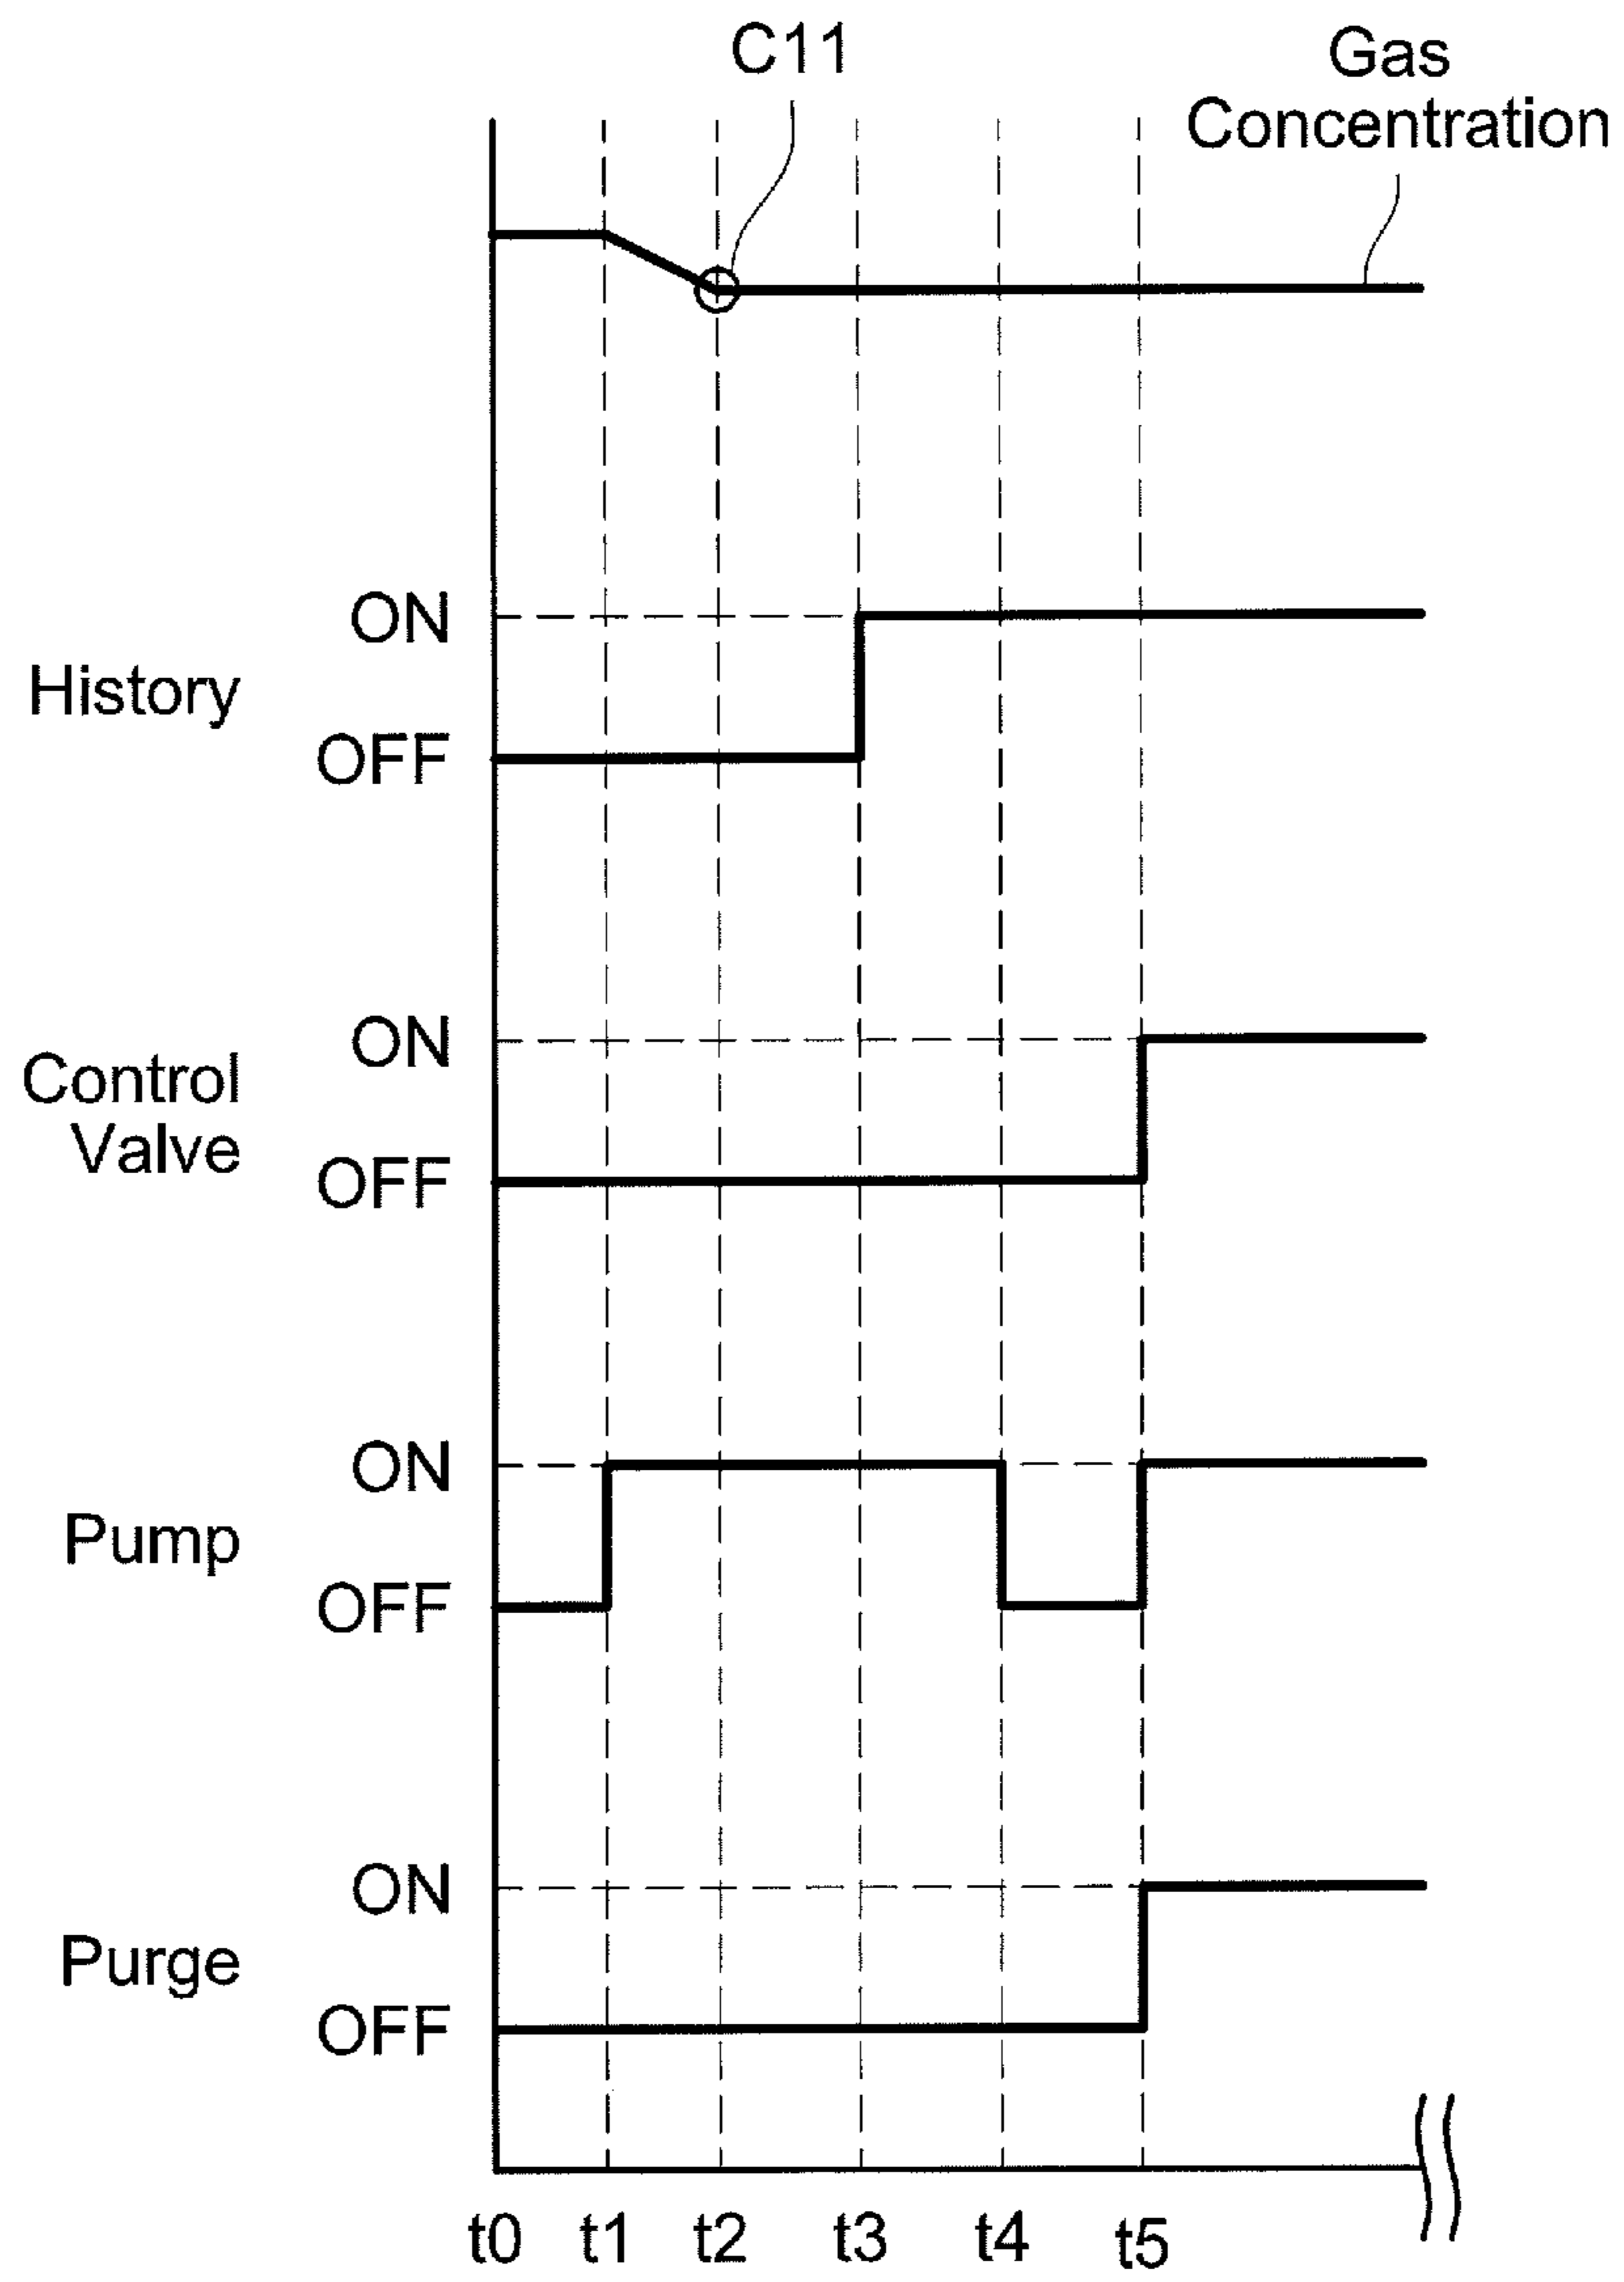 C11
Gas
Concentration
ON
History
OFF
ON
Control
Valve
OFF
ON
Pump
OFF
ON
Purge
OFF
t0 t1 t2 t3 t4 t5